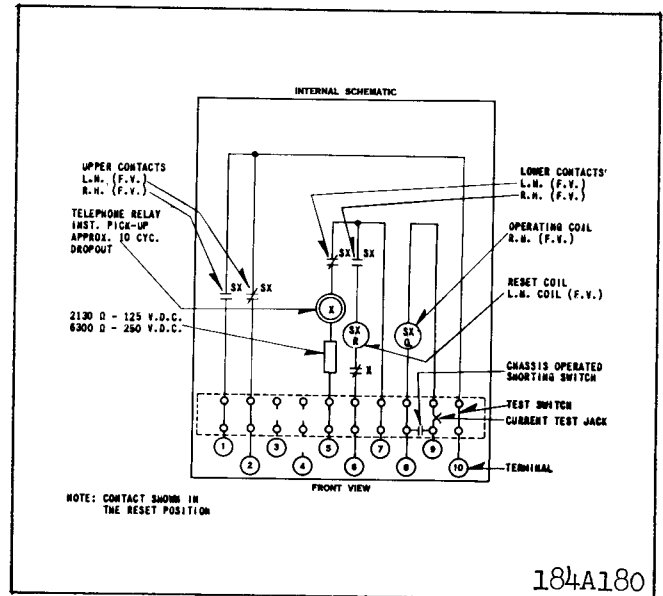 INTERNAL SCHEMATIC
UPPER CONTACTS
L.H. (F.V.)
R.H. (F.V.)
TELEPHONE RELAY
INST. PICK-UP
APPROX. 10 CYC.
DROPOUT
2130 Ω - 125 V.D.C.
6300 Ω - 250 V.D.C.
LOWER CONTACTS'
L.H. (F.V.)
R.H. (F.V.)
OPERATING COIL
R.H. (F.V.)
RESET COIL
L.H. COIL (F.V.)
CHASSIS OPERATED
SHORTING SWITCH
TEST SWITCH
CURRENT TEST JACK
TERMINAL
SX
SX
SX
SX
X
SX
R
SX
O
X
1
2
3
4
5
6
7
8
9
10
FRONT VIEW
NOTE: CONTACT SHOWN IN
THE RESET POSITION
184A180